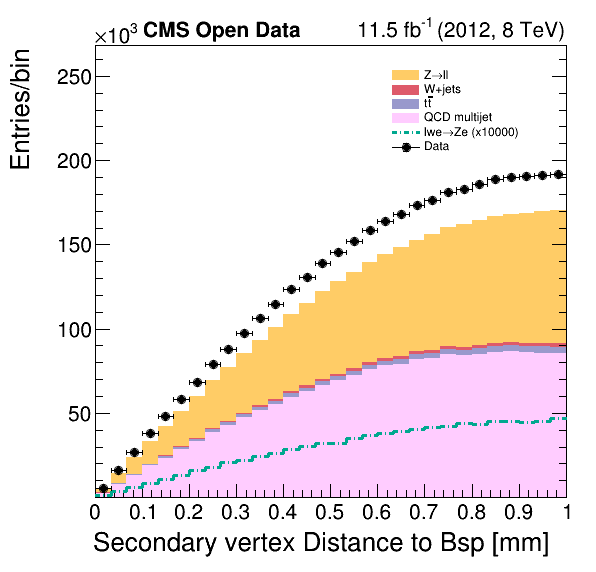 ×10³ CMS Open Data 11.5 fb⁻¹ (2012, 8 TeV)
Entries/bin
250
200
150
100
50
Z→ll
W+jets
tt̅
QCD multijet
lwe→Ze (x10000)
Data
0 0.1 0.2 0.3 0.4 0.5 0.6 0.7 0.8 0.9 1
Secondary vertex Distance to Bsp [mm]